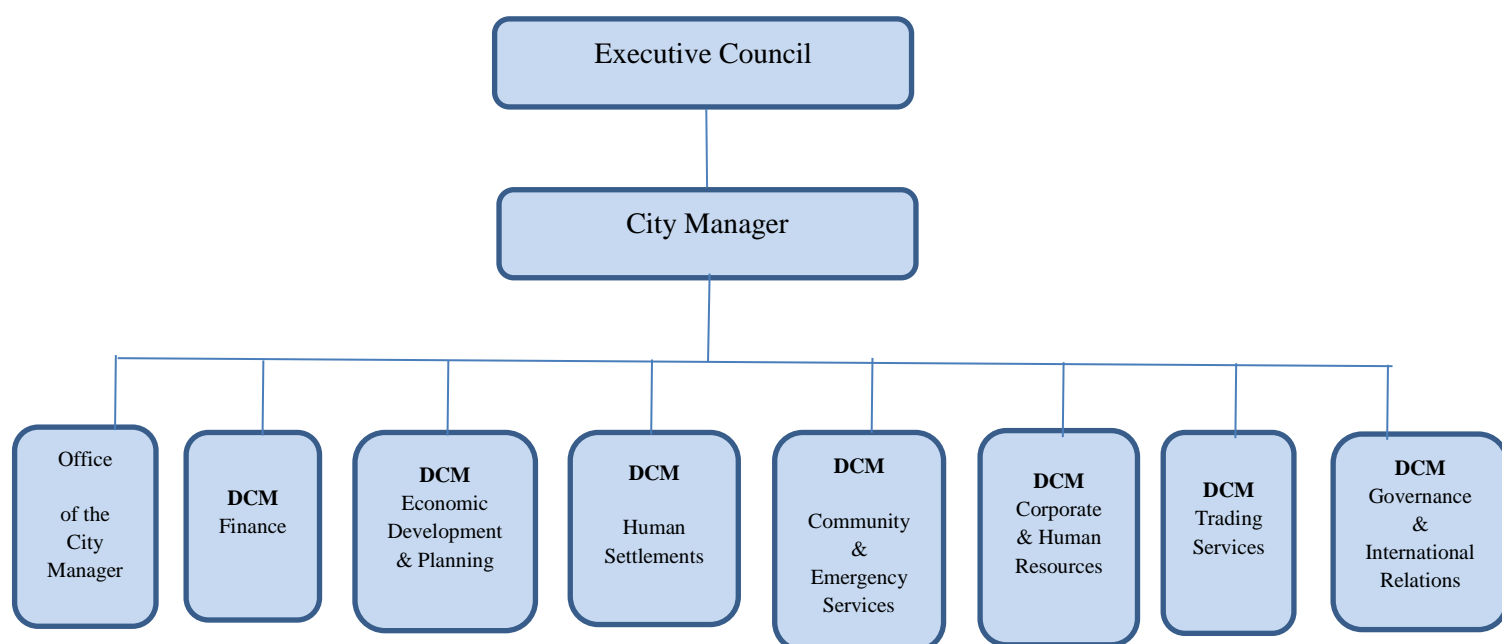 Executive Council
City Manager
Office
of the
City
Manager
DCM
Finance
DCM
Economic
Development
& Planning
DCM
Human
Settlements
DCM
Community
&
Emergency
Services
DCM
Corporate
& Human
Resources
DCM
Trading
Services
DCM
Governance
&
International
Relations